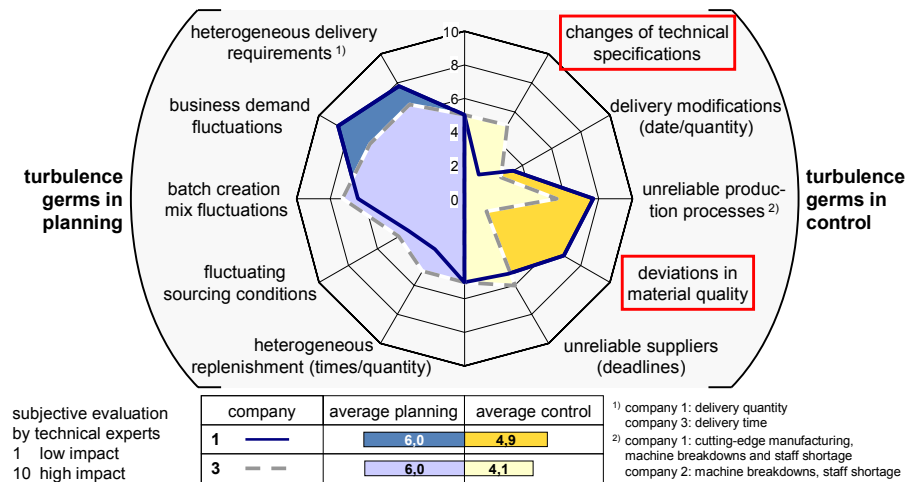 heterogeneous delivery
requirements 1)
10
8
6
4
2
0
changes of technical
specifications
business demand
fluctuations
delivery modifications
(date/quantity)
turbulence
germs in
planning
batch creation
mix fluctuations
unreliable produc-
tion processes 2)
turbulence
germs in
control
fluctuating
sourcing conditions
deviations in
material quality
heterogeneous
replenishment (times/quantity)
unreliable suppliers
(deadlines)
subjective evaluation
by technical experts
1 low impact
10 high impact
company average planning average control
1 6,0 4,9
3 6,0 4,1
1) company 1: delivery quantity
company 3: delivery time
2) company 1: cutting-edge manufacturing,
machine breakdowns and staff shortage
company 2: machine breakdowns, staff shortage